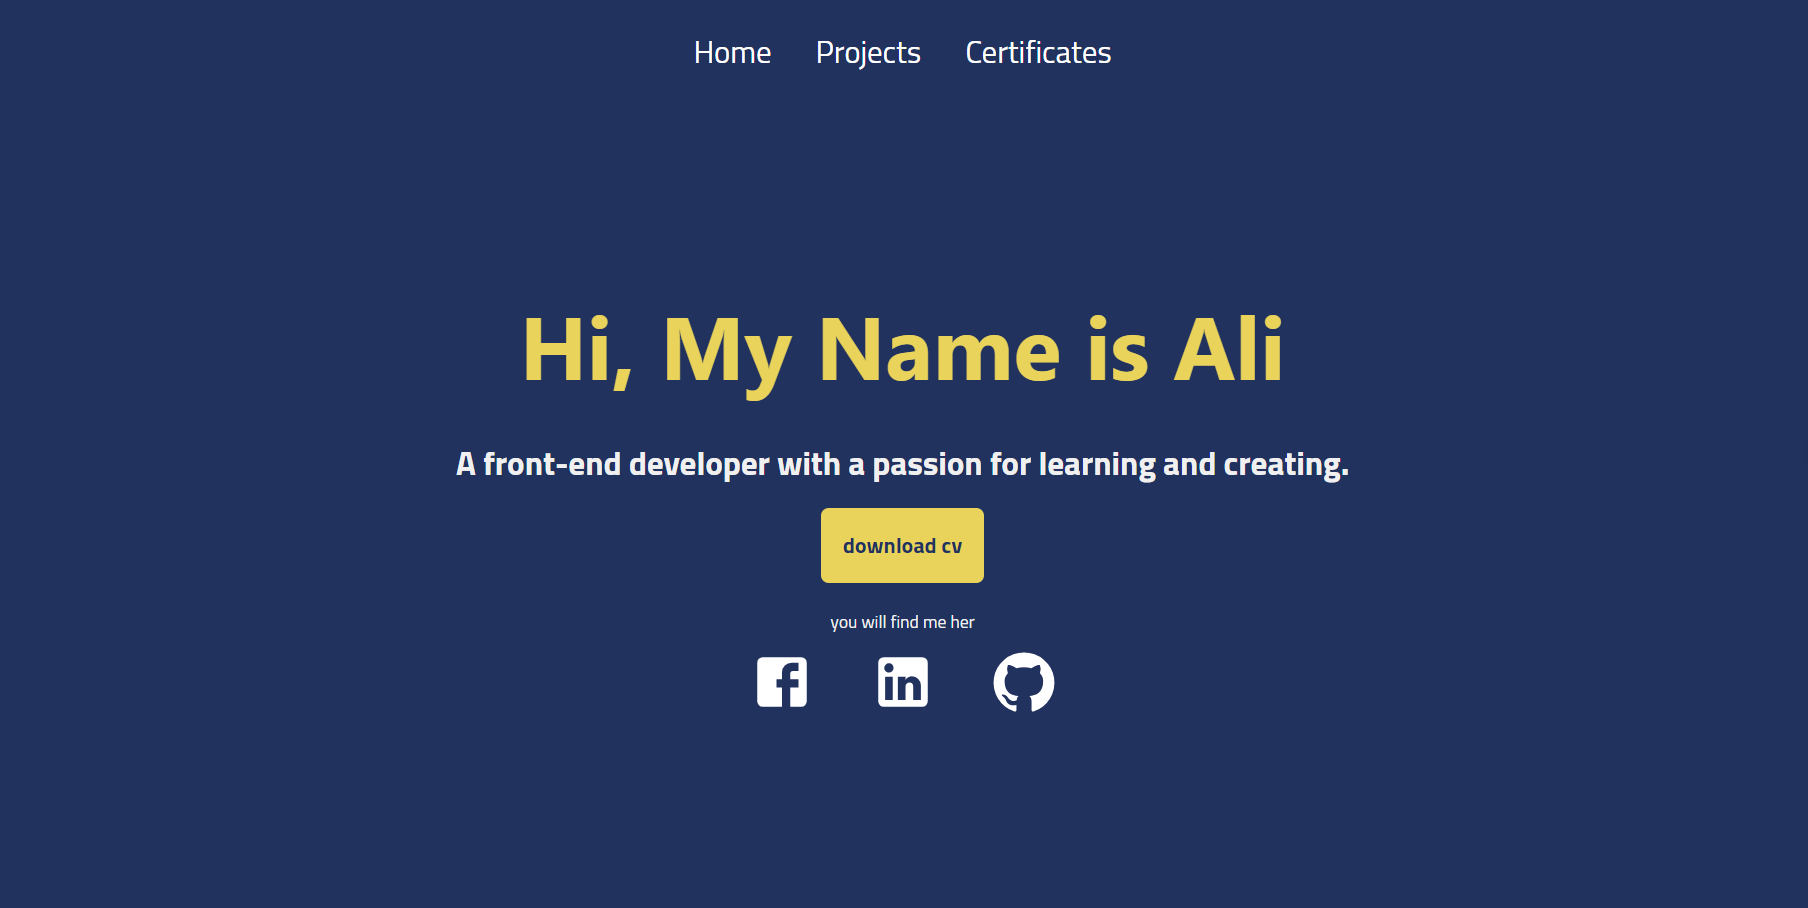 Home Projects Certificates
Hi, My Name is Ali
A front-end developer with a passion for learning and creating.
download cv
you will find me her